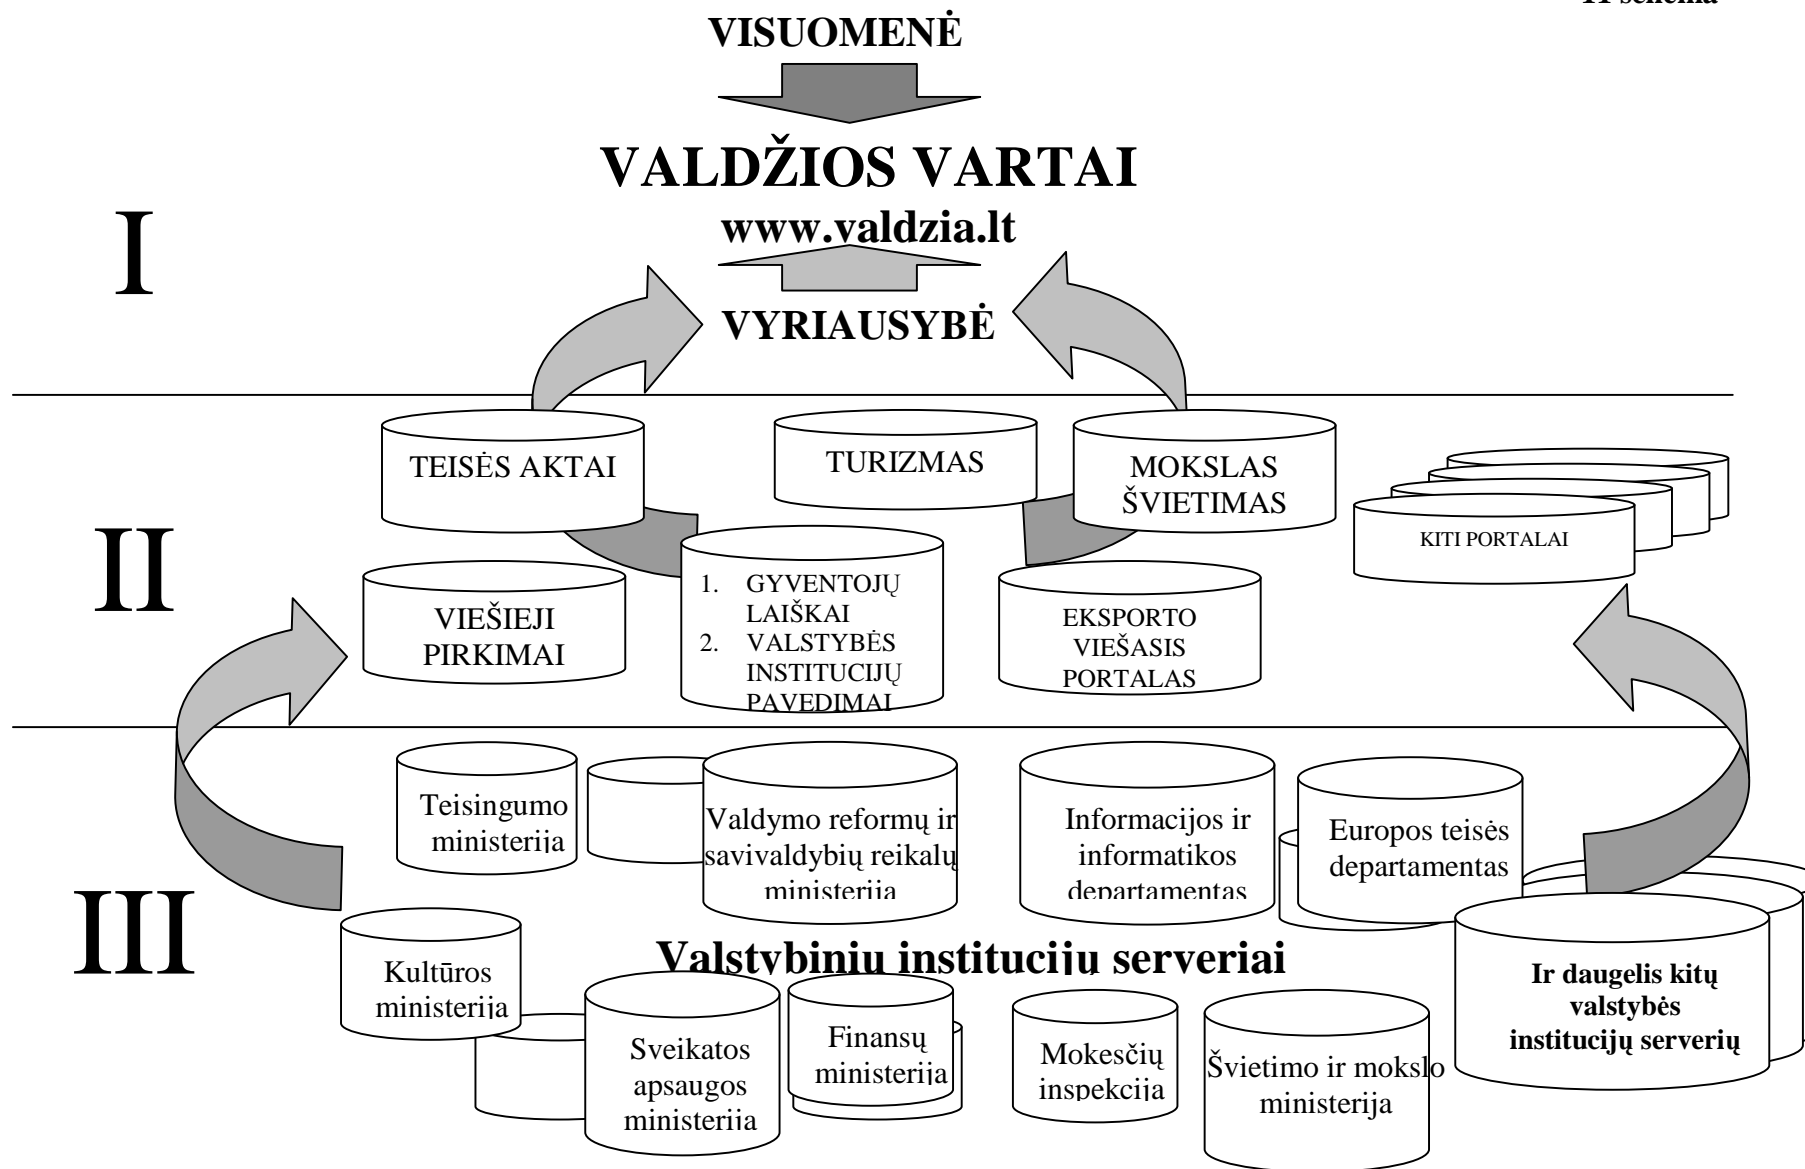 VISUOMENĖ
VALDŽIOS VARTAI
www.valdzia.lt
I
VYRIAUSYBĖ
II
TEISĖS AKTAI
TURIZMAS
MOKSLAS
ŠVIETIMAS
KITI PORTALAI
VIEŠIEJI
PIRKIMAI
1. GYVENTOJŲ
LAIŠKAI
2. VALSTYBĖS
INSTITUCIJŲ
PAVEDIMAI
EKSPORTO
VIEŠASIS
PORTALAS
III
Teisingumo
ministerija
Valdymo reformų ir
savivaldybių reikalų
ministerija
Informacijos ir
informatikos
departamentas
Europos teisės
departamentas
Valstybinių institucijų serveriai
Kultūros
ministerija
Sveikatos
apsaugos
ministerija
Finansų
ministerija
Mokesčių
inspekcija
Švietimo ir mokslo
ministerija
Ir daugelis kitų
valstybės
institucijų serverių